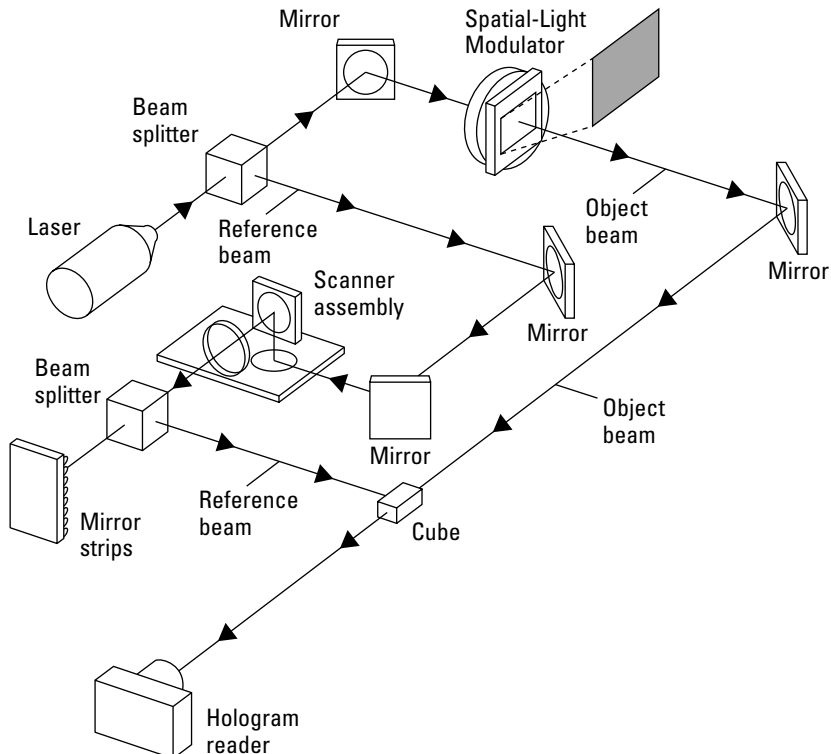 Mirror
Spatial-Light
Modulator
Beam
splitter
Laser
Reference
beam
Object
beam
Mirror
Scanner
assembly
Mirror
Beam
splitter
Mirror
Object
beam
Reference
beam
Mirror
strips
Cube
Hologram
reader